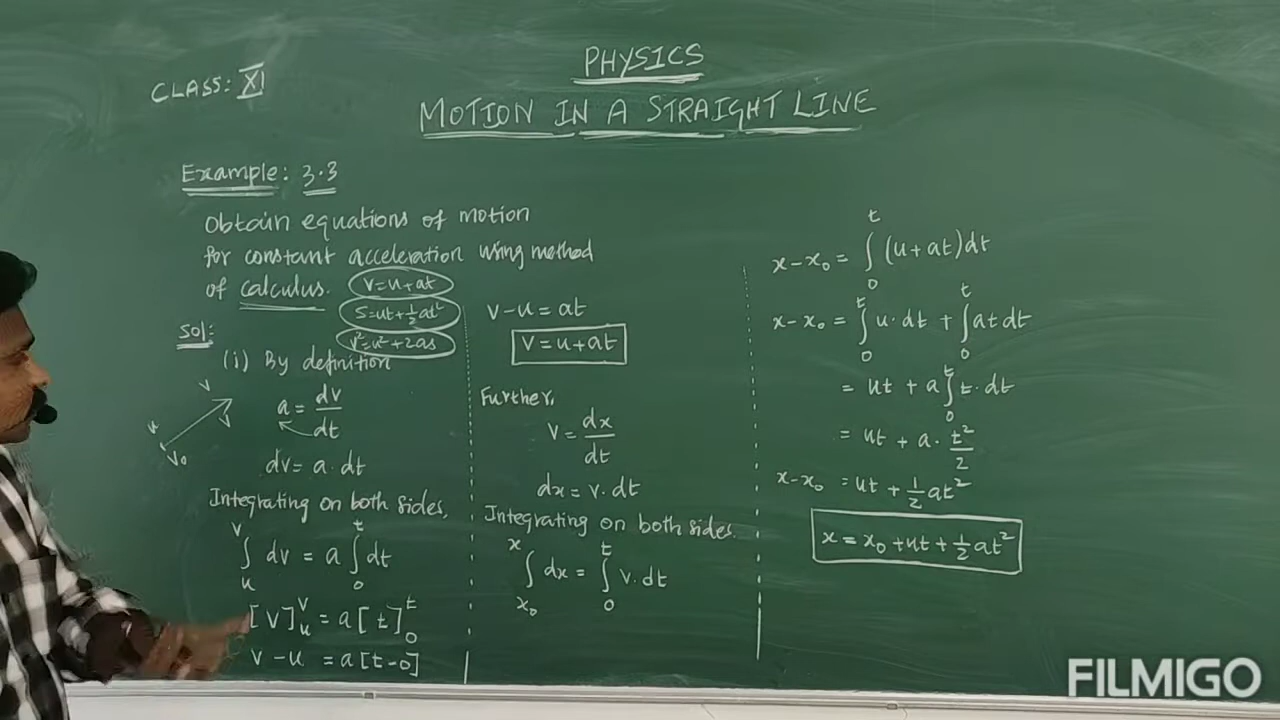 PHYSICS
CLASS: XI
MOTION IN A STRAIGHT LINE
Example: 3.3
Obtain equations of motion
for constant acceleration using method
of calculus. v=u+at
S=ut+½at²
v²=u²+2as
Sol:
(i) By definition
u v
v₀ v
a = dv/dt
dt
dv = a·dt
Integrating on both sides,
∫ᵤᵛ dv = a ∫₀ᵗ dt
[v]ᵤᵛ = a[t]₀ᵗ
v-u = a[t-0]
v-u = at
v = u+at
Further,
v = dx/dt
dx = v·dt
Integrating on both sides.
∫ₓ₀ˣ dx = ∫₀ᵗ v·dt
x-x₀ = ∫₀ᵗ (u+at)dt
x-x₀ = ∫₀ᵗ u·dt + ∫₀ᵗ at dt
= ut + a∫₀ᵗ t·dt
= ut + a· t²/2
x-x₀ = ut + ½at²
x = x₀+ut+½at²
FILMIGO